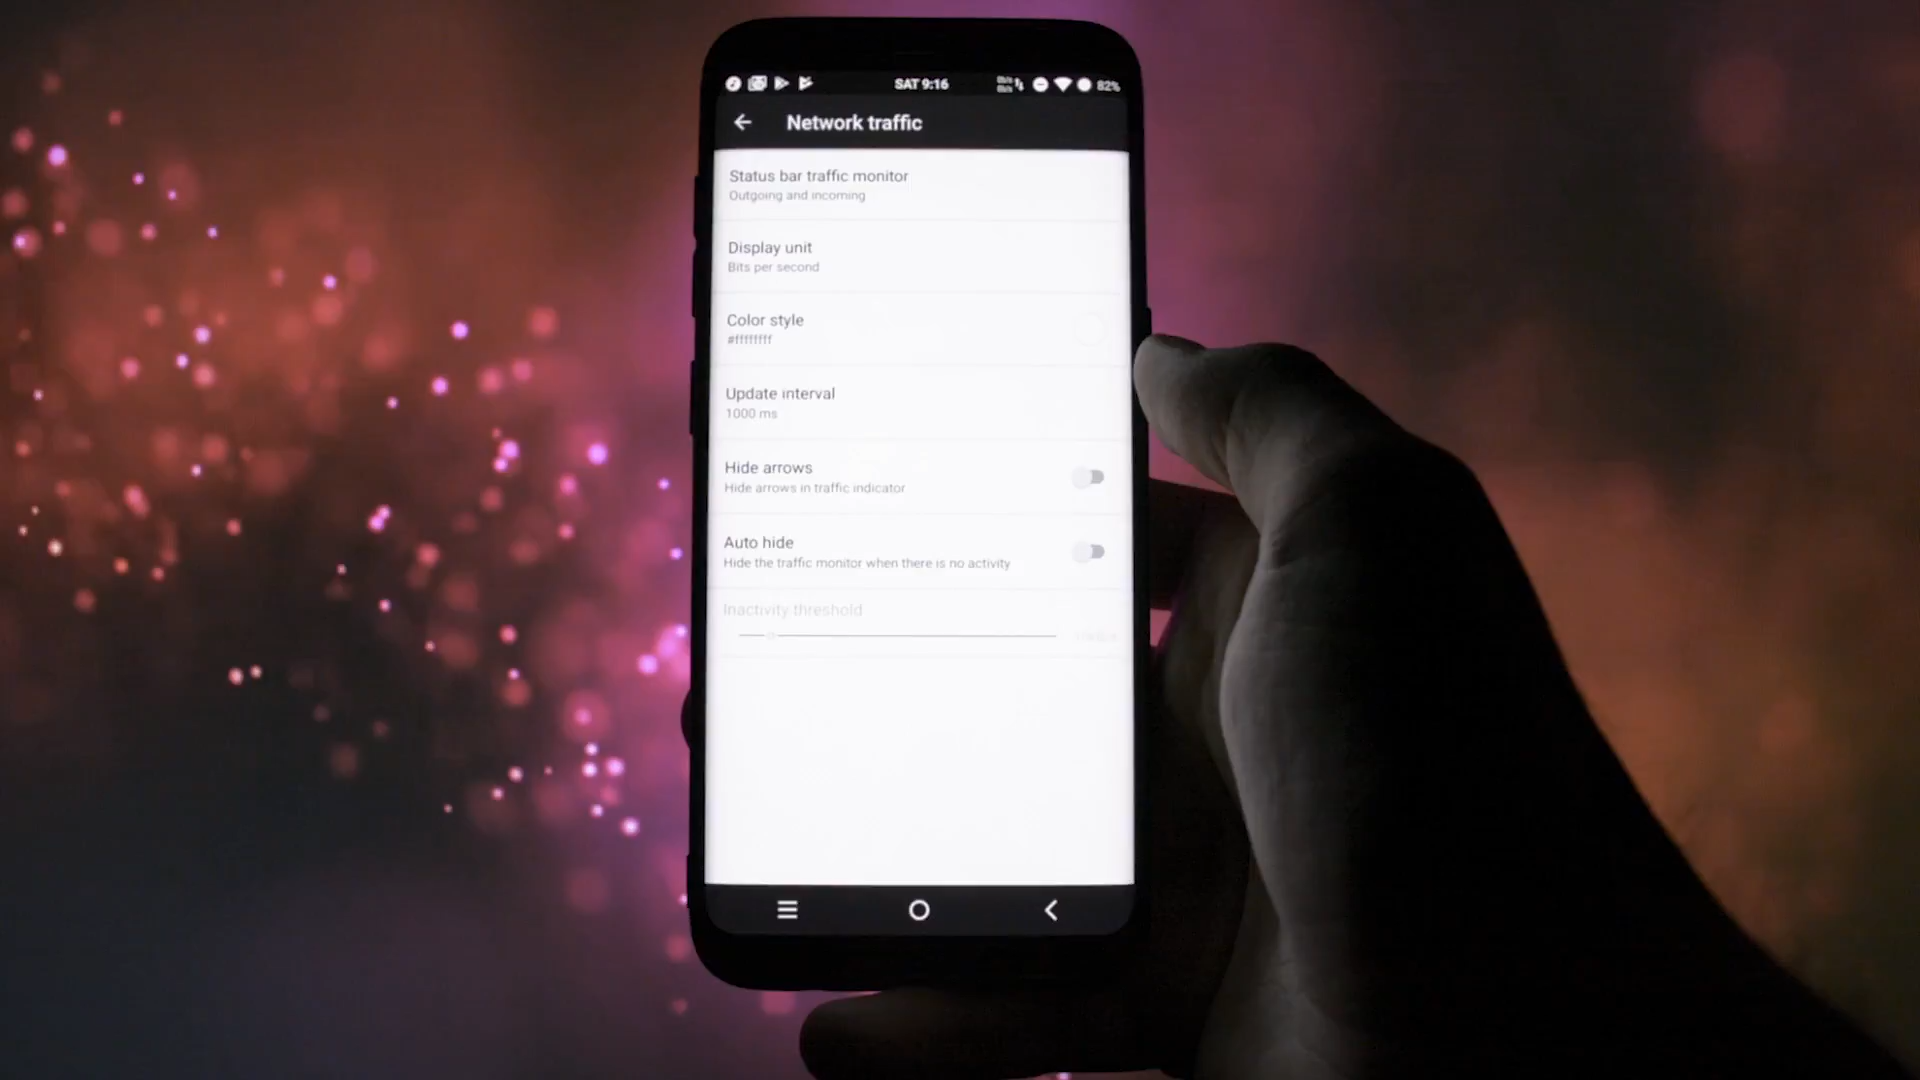 SAT 9:16
82%
Network traffic
Status bar traffic monitor
Outgoing and incoming
Display unit
Bits per second
Color style
#ffffffff
Update interval
1000 ms
Hide arrows
Hide arrows in traffic indicator
Auto hide
Hide the traffic monitor when there is no activity
Inactivity threshold